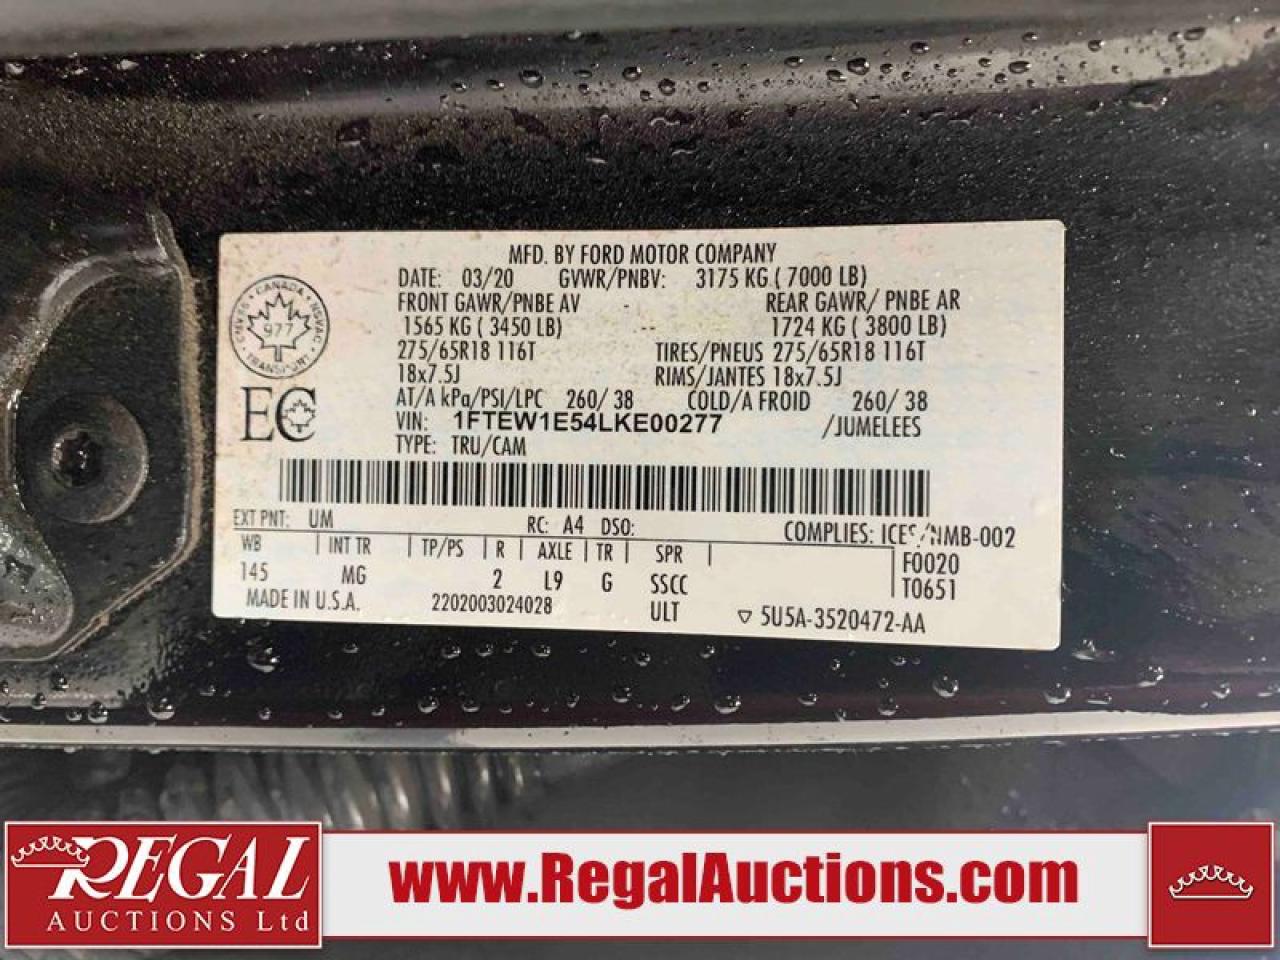 MFD. BY FORD MOTOR COMPANY
DATE: 03/20 GVWR/PNBV: 3175 KG ( 7000 LB)
FRONT GAWR/PNBE AV - REAR GAWR/ PNBE AR
1565 KG ( 3450 LB) 1724 KG ( 3800 LB)
275/65R18 116T TIRES/PNEUS 275/65R18 116T
18x7.5J RIMS/JANTES 18x7.5J
AT/A kPa/PSI/LPC 260/ 38 COLD/A FROID 260/ 38
VIN: 1FTEW1E54LKE00277 /JUMELEES
TYPE: TRU/CAM
CANADA
977
TRANSPORT
EC
EXT PNT: UM RC: A4 DSO: COMPLIES: /NMB-002
WB INT TR TP/PS R AXLE TR SPR F0020
145 MG 2 L9 G SSCC T0651
MADE IN U.S.A. 2202003024028 ULT ▽ 5U5A-3520472-AA
REGAL
AUCTIONS Ltd
www.RegalAuctions.com